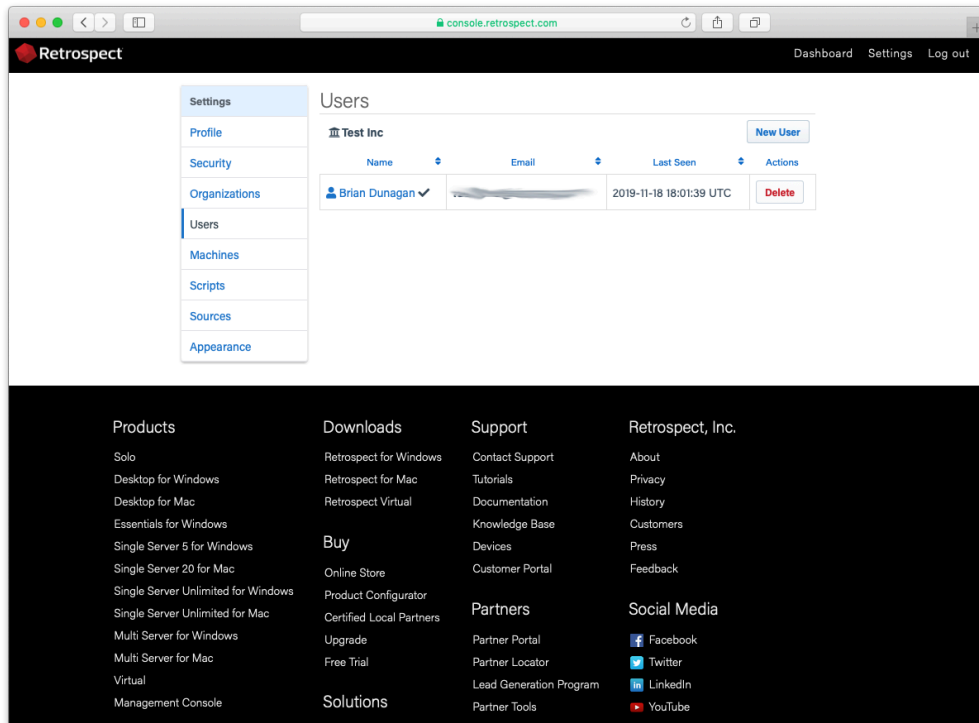 console.retrospect.com
Retrospect
Dashboard Settings Log out
Settings
Profile
Security
Organizations
Users
Machines
Scripts
Sources
Appearance
Users
Test Inc
New User
Name Email Last Seen Actions
Brian Dunagan 2019-11-18 18:01:39 UTC Delete
Products
Solo
Desktop for Windows
Desktop for Mac
Essentials for Windows
Single Server 5 for Windows
Single Server 20 for Mac
Single Server Unlimited for Windows
Single Server Unlimited for Mac
Multi Server for Windows
Multi Server for Mac
Virtual
Management Console
Downloads
Retrospect for Windows
Retrospect for Mac
Retrospect Virtual
Buy
Online Store
Product Configurator
Certified Local Partners
Upgrade
Free Trial
Solutions
Support
Contact Support
Tutorials
Documentation
Knowledge Base
Devices
Customer Portal
Partners
Partner Portal
Partner Locator
Lead Generation Program
Partner Tools
Retrospect, Inc.
About
Privacy
History
Customers
Press
Feedback
Social Media
Facebook
Twitter
LinkedIn
YouTube